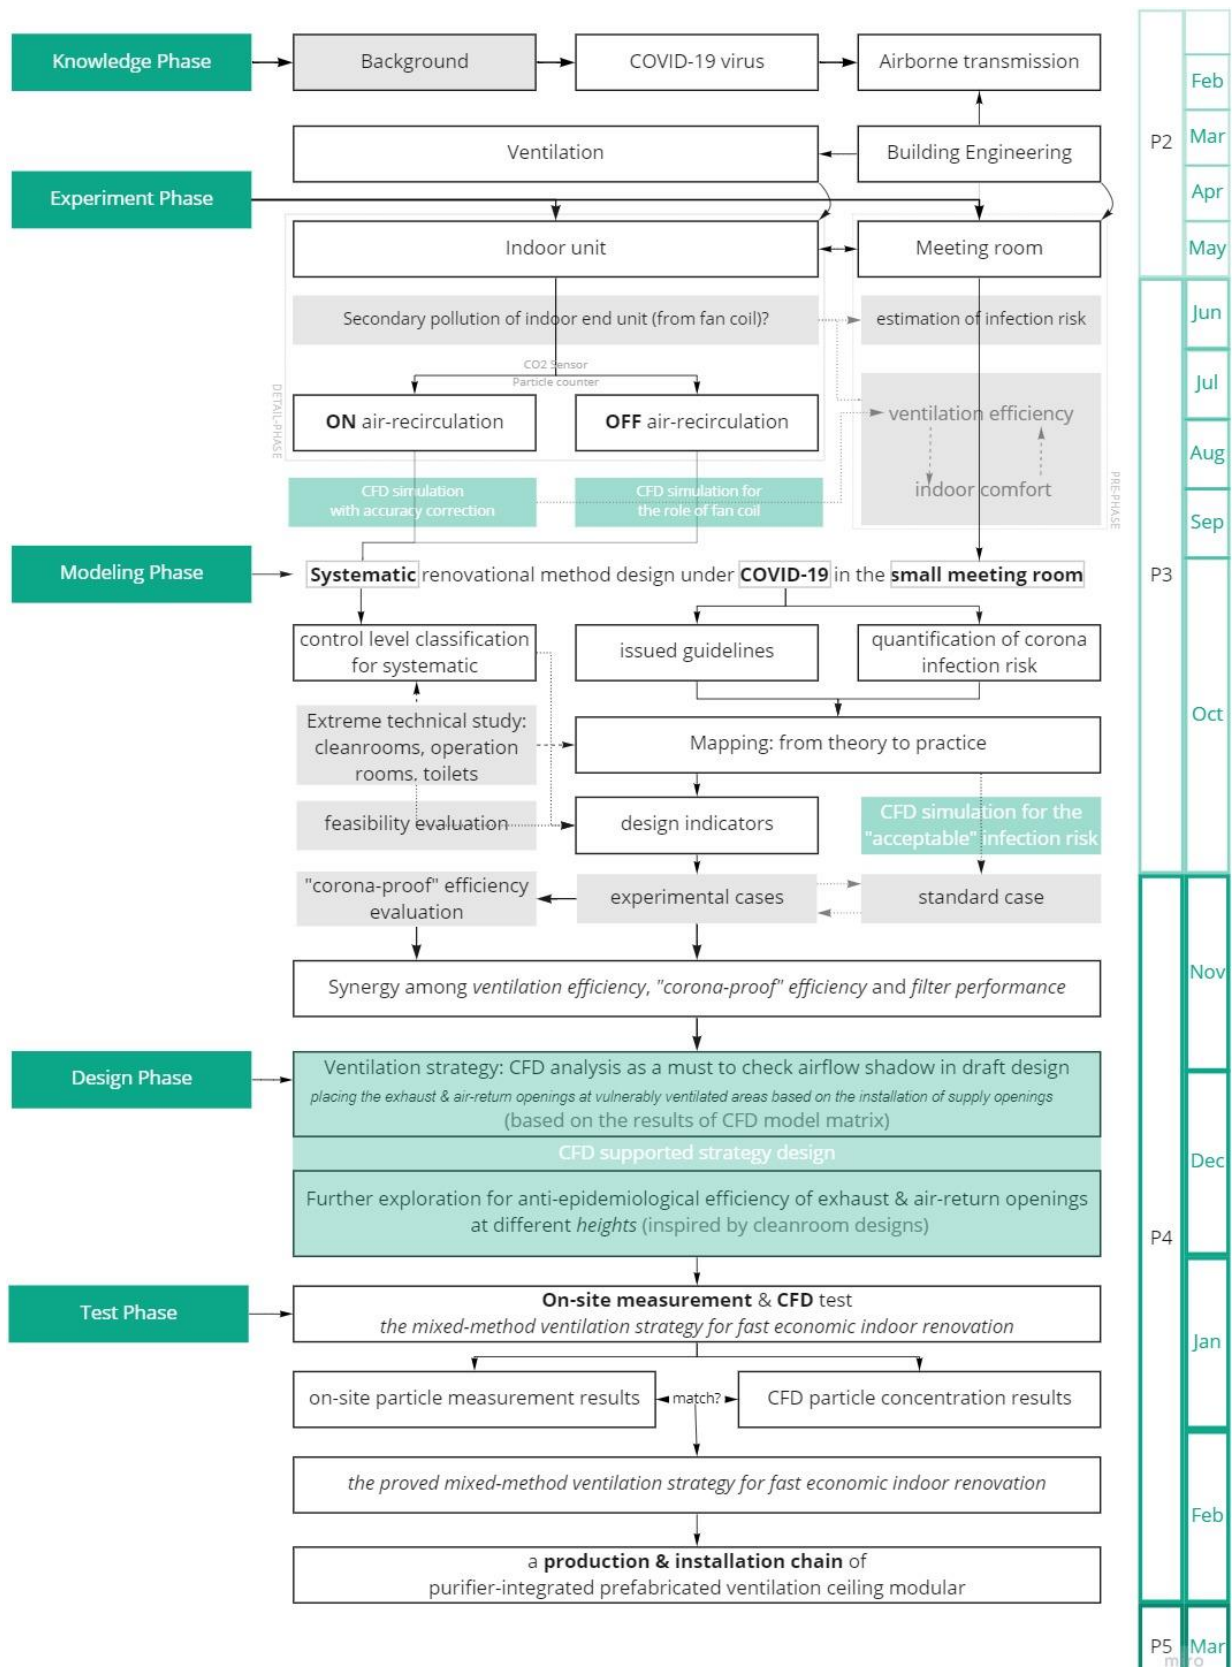 Knowledge Phase
Background
COVID-19 virus
Airborne transmission
Ventilation
Building Engineering
Experiment Phase
Indoor unit
Meeting room
Secondary pollution of indoor end unit (from fan coil)?
estimation of infection risk
CO2 Sensor
Particle counter
DETAIL-PHASE
ON air-recirculation
OFF air-recirculation
ventilation efficiency
indoor comfort
PRE-PHASE
CFD simulation
with accuracy correction
CFD simulation for
the role of fan coil
Modeling Phase
Systematic renovational method design under COVID-19 in the small meeting room
control level classification
for systematic
issued guidelines
quantification of corona
infection risk
Extreme technical study:
cleanrooms, operation
rooms, toilets
Mapping: from theory to practice
feasibility evaluation
design indicators
CFD simulation for the
"acceptable" infection risk
"corona-proof" efficiency
evaluation
experimental cases
standard case
Synergy among ventilation efficiency, "corona-proof" efficiency and filter performance
Design Phase
Ventilation strategy: CFD analysis as a must to check airflow shadow in draft design
placing the exhaust & air-return openings at vulnerably ventilated areas based on the installation of supply openings
(based on the results of CFD model matrix)
CFD supported strategy design
Further exploration for anti-epidemiological efficiency of exhaust & air-return openings
at different heights (inspired by cleanroom designs)
Test Phase
On-site measurement & CFD test
the mixed-method ventilation strategy for fast economic indoor renovation
on-site particle measurement results
match?
CFD particle concentration results
the proved mixed-method ventilation strategy for fast economic indoor renovation
a production & installation chain of
purifier-integrated prefabricated ventilation ceiling modular
P2
Feb
Mar
Apr
May
P3
Jun
Jul
Aug
Sep
Oct
P4
Nov
Dec
Jan
Feb
P5
Mar
miro